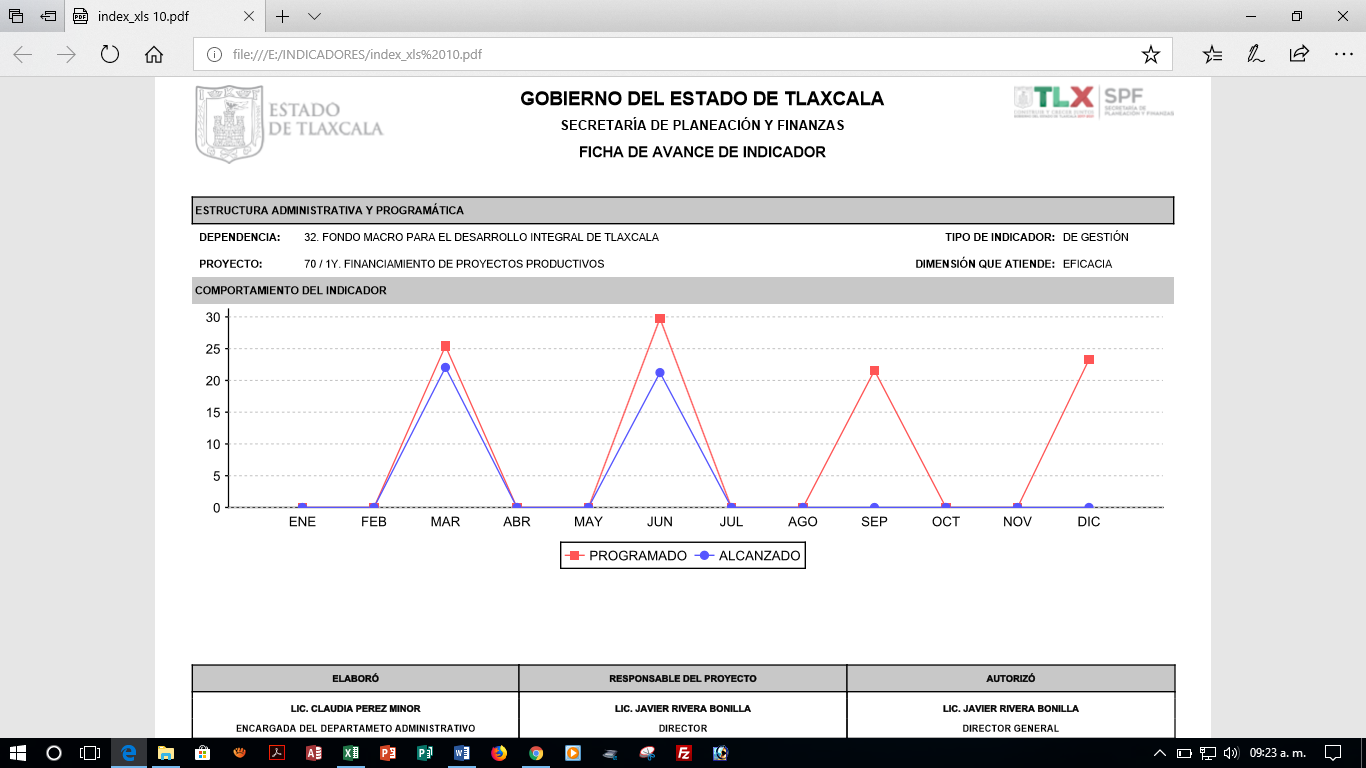 index_xls 10.pdf
file:///E:/INDICADORES/index_xls%2010.pdf
ESTADO
DE TLAXCALA
GOBIERNO DEL ESTADO DE TLAXCALA
SECRETARÍA DE PLANEACIÓN Y FINANZAS
FICHA DE AVANCE DE INDICADOR
TLX SPF
SECRETARÍA DE
PLANEACIÓN Y FINANZAS
ESTRUCTURA ADMINISTRATIVA Y PROGRAMÁTICA
DEPENDENCIA: 32. FONDO MACRO PARA EL DESARROLLO INTEGRAL DE TLAXCALA TIPO DE INDICADOR: DE GESTIÓN
PROYECTO: 70 / 1Y. FINANCIAMIENTO DE PROYECTOS PRODUCTIVOS DIMENSIÓN QUE ATIENDE: EFICACIA
COMPORTAMIENTO DEL INDICADOR
30
25
20
15
10
5
0
ENE FEB MAR ABR MAY JUN JUL AGO SEP OCT NOV DIC
PROGRAMADO ALCANZADO
ELABORÓ RESPONSABLE DEL PROYECTO AUTORIZÓ
LIC. CLAUDIA PEREZ MINOR LIC. JAVIER RIVERA BONILLA LIC. JAVIER RIVERA BONILLA
ENCARGADA DEL DEPARTAMETO ADMINISTRATIVO DIRECTOR DIRECTOR GENERAL
09:23 a. m.